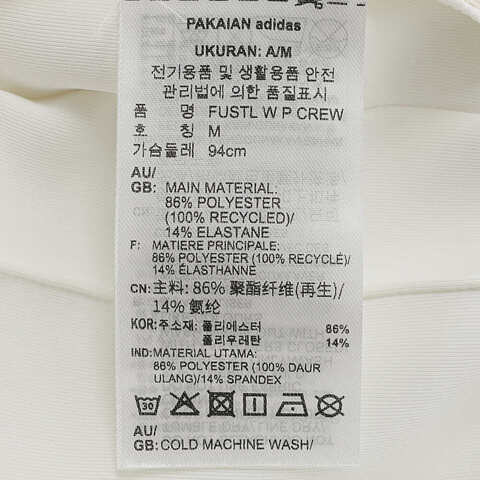 PAKAIAN adidas
UKURAN: A/M
전기용품 및 생활용품 안전
관리법에 의한 품질표시
품 명 FUSTL W P CREW
호 칭 M
가슴둘레 94cm
AU/
GB: MAIN MATERIAL:
86% POLYESTER
(100% RECYCLED)/
14% ELASTANE
F: MATIERE PRINCIPALE:
86% POLYESTER (100% RECYCLE)/
14% ÉLASTHANNE
CN: 主料: 86% 聚酯纤维(再生)/
14% 氨纶
KOR: 주소재: 폴리에스터 86%
폴리우레탄 14%
IND: MATERIAL UTAMA:
86% POLYESTER (100% DAUR
ULANG)/14% SPANDEX
30
AU/
GB: COLD MACHINE WASH/